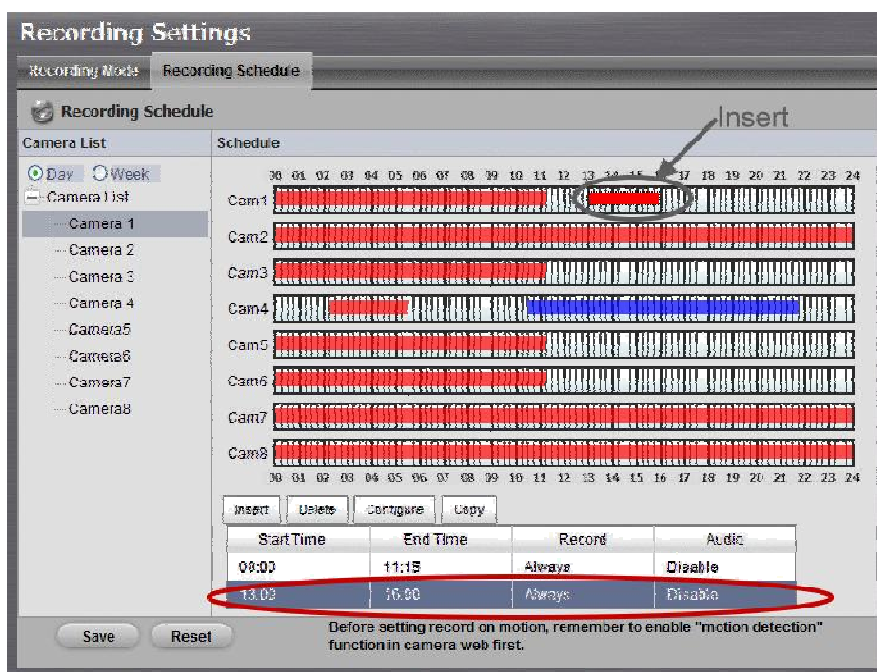 Recording Settings
Recording Mode Recording Schedule
Recording Schedule
Insert
Camera List Schedule
Day Week
Camera List
Camera 1
Camera 2
Camera 3
Camera 4
Camera5
Camera6
Camera7
Camera8
00 01 02 03 04 05 06 07 08 09 10 11 12 13 14 15 17 18 19 20 21 22 23 24
Cam1
Cam2
Cam3
Cam4
Cam5
Cam6
Cam7
Cam8
00 01 02 03 04 05 06 07 08 09 10 11 12 13 14 15 16 17 18 19 20 21 22 23 24
Insert Delete Configure Copy
Start Time End Time Record Audio
00:00 11:15 Always Disable
13:00 16:00 Always Disable
Save Reset
Before setting record on motion, remember to enable "motion detection"
function in camera web first.